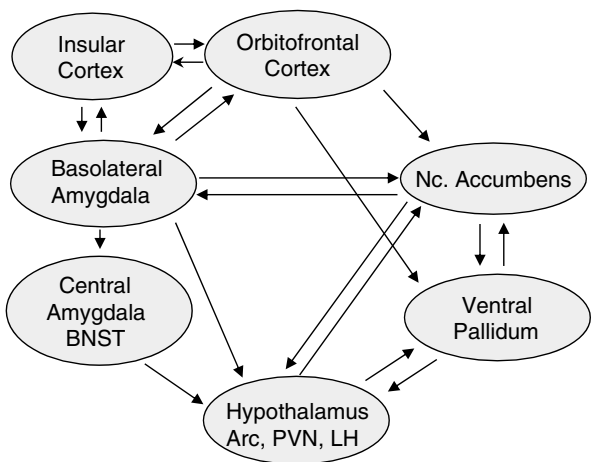 Insular
Cortex
Orbitofrontal
Cortex
Basolateral
Amygdala
Nc. Accumbens
Central
Amygdala
BNST
Ventral
Pallidum
Hypothalamus
Arc, PVN, LH